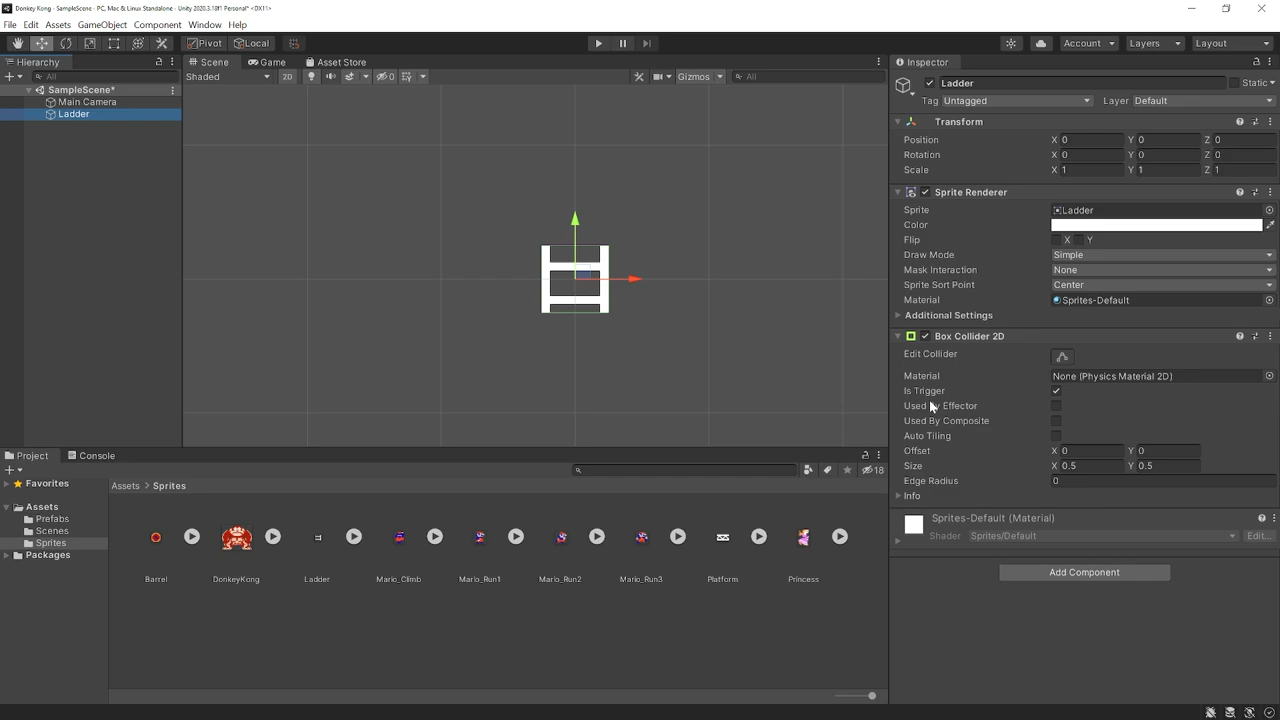 Donkey Kong - SampleScene - PC, Mac & Linux Standalone - Unity 2020.3.18f1 Personal* <DX11>
File Edit Assets GameObject Component Window Help
Pivot Local Account Layers Layout
Hierarchy Scene Game Asset Store Inspector
All Shaded 2D 0 Gizmos All
Ladder Static
SampleScene*
Main Camera
Ladder
Tag Untagged Layer Default
Transform
Position X 0 Y 0 Z 0
Rotation X 0 Y 0 Z 0
Scale X 1 Y 1 Z 1
Sprite Renderer
Sprite Ladder
Color
Flip X Y
Draw Mode Simple
Mask Interaction None
Sprite Sort Point Center
Material Sprites-Default
Additional Settings
Box Collider 2D
Edit Collider
Material None (Physics Material 2D)
Is Trigger
Used By Effector
Used By Composite
Auto Tiling
Offset X 0 Y 0
Size X 0.5 Y 0.5
Edge Radius 0
Info
Sprites-Default (Material)
Shader Sprites/Default Edit...
Add Component
Project Console
18
Favorites
Assets
Prefabs
Scenes
Sprites
Packages
Assets > Sprites
Barrel DonkeyKong Ladder Mario_Climb Mario_Run1 Mario_Run2 Mario_Run3 Platform Princess